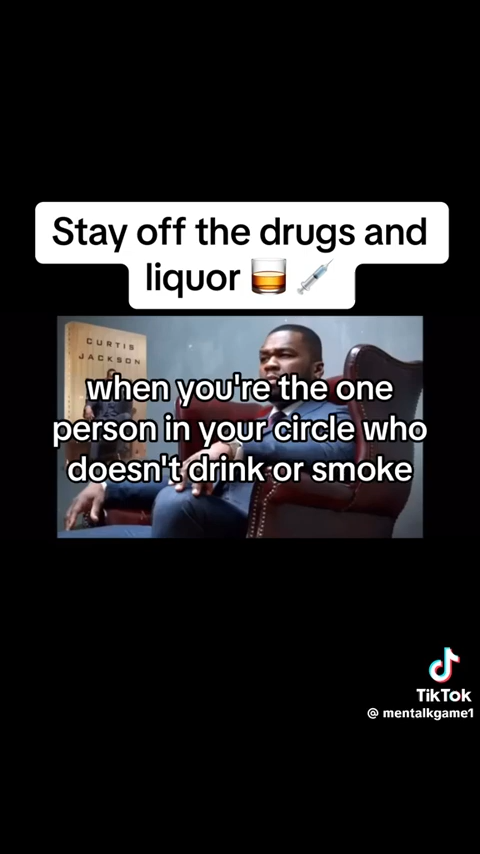 Stay off the drugs and
liquor 🥃 💉
CURTIS
JACKSON
when you're the one
person in your circle who
doesn't drink or smoke
TikTok
@ mentalkgame1